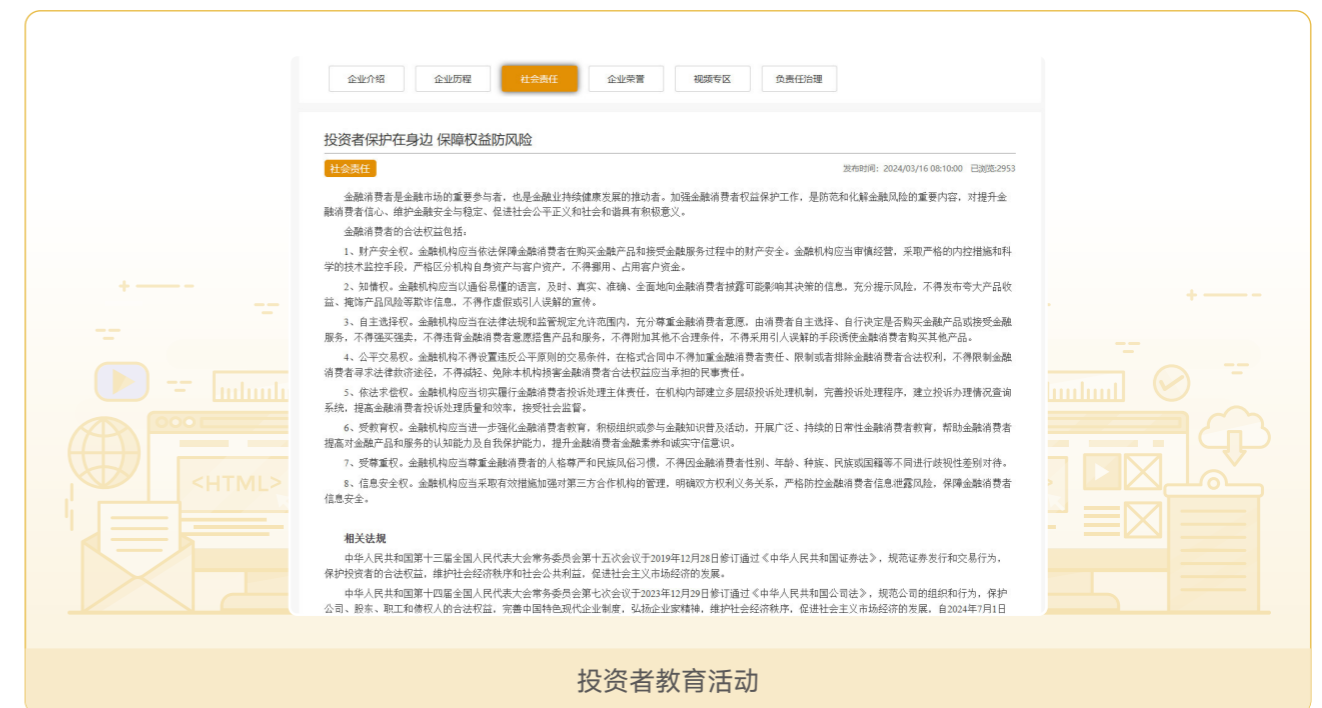 企业介绍 企业历程 社会责任 企业荣誉 视频专区 负责任治理
投资者保护在身边 保障权益防风险
社会责任 发布时间：2024/03/16 08:10:00 已浏览:2953
金融消费者是金融市场的重要参与者，也是金融业持续健康发展的推动者。加强金融消费者权益保护工作，是防范和化解金融风险的重要内容，对提升金
融消费者信心、维护金融安全与稳定、促进社会公平正义和社会和谐具有积极意义。
金融消费者的合法权益包括：
1、财产安全权。金融机构应当依法保障金融消费者在购买金融产品和接受金融服务过程中的财产安全。金融机构应当审慎经营，采取严格的内控措施和科
学的技术监控手段，严格区分机构自身资产与客户资产，不得挪用、占用客户资金。
2、知情权。金融机构应当以通俗易懂的语言，及时、真实、准确、全面地向金融消费者披露可能影响其决策的信息，充分提示风险，不得发布夸大产品收
益、掩饰产品风险等欺诈信息，不得作虚假或引人误解的宣传。
3、自主选择权。金融机构应当在法律法规和监管规定允许范围内，充分尊重金融消费者意愿，由消费者自主选择、自行决定是否购买金融产品或接受金融
服务，不得强买强卖，不得违背金融消费者意愿搭售产品和服务，不得附加其他不合理条件，不得采用引人误解的手段诱使金融消费者购买其他产品。
4、公平交易权。金融机构不得设置违反公平原则的交易条件，在格式合同中不得加重金融消费者责任、限制或者排除金融消费者合法权利，不得限制金融
消费者寻求法律救济途径，不得减轻、免除本机构损害金融消费者合法权益应当承担的民事责任。
5、依法求偿权。金融机构应当切实履行金融消费者投诉处理主体责任，在机构内部建立多层级投诉处理机制，完善投诉处理程序，建立投诉办理情况查询
系统，提高金融消费者投诉处理质量和效率，接受社会监督。
6、受教育权。金融机构应当进一步强化金融消费者教育，积极组织或参与金融知识普及活动，开展广泛、持续的日常性金融消费者教育，帮助金融消费者
提高对金融产品和服务的认知能力及自我保护能力，提升金融消费者金融素养和诚实守信意识。
7、受尊重权。金融机构应当尊重金融消费者的人格尊严和民族风俗习惯，不得因金融消费者性别、年龄、种族、民族或国籍等不同进行歧视性差别对待。
8、信息安全权。金融机构应当采取有效措施加强对第三方合作机构的管理，明确双方权利义务关系，严格防控金融消费者信息泄露风险，保障金融消费者
信息安全。
<HTML>
相关法规
中华人民共和国第十三届全国人民代表大会常务委员会第十五次会议于2019年12月28日修订通过《中华人民共和国证券法》，规范证券发行和交易行为，
保护投资者的合法权益，维护社会经济秩序和社会公共利益，促进社会主义市场经济的发展。
中华人民共和国第十四届全国人民代表大会常务委员会第七次会议于2023年12月29日修订通过《中华人民共和国公司法》，规范公司的组织和行为，保护
公司、股东、职工和债权人的合法权益，完善中国特色现代企业制度，弘扬企业家精神，维护社会经济秩序，促进社会主义市场经济的发展，自2024年7月1日
投资者教育活动